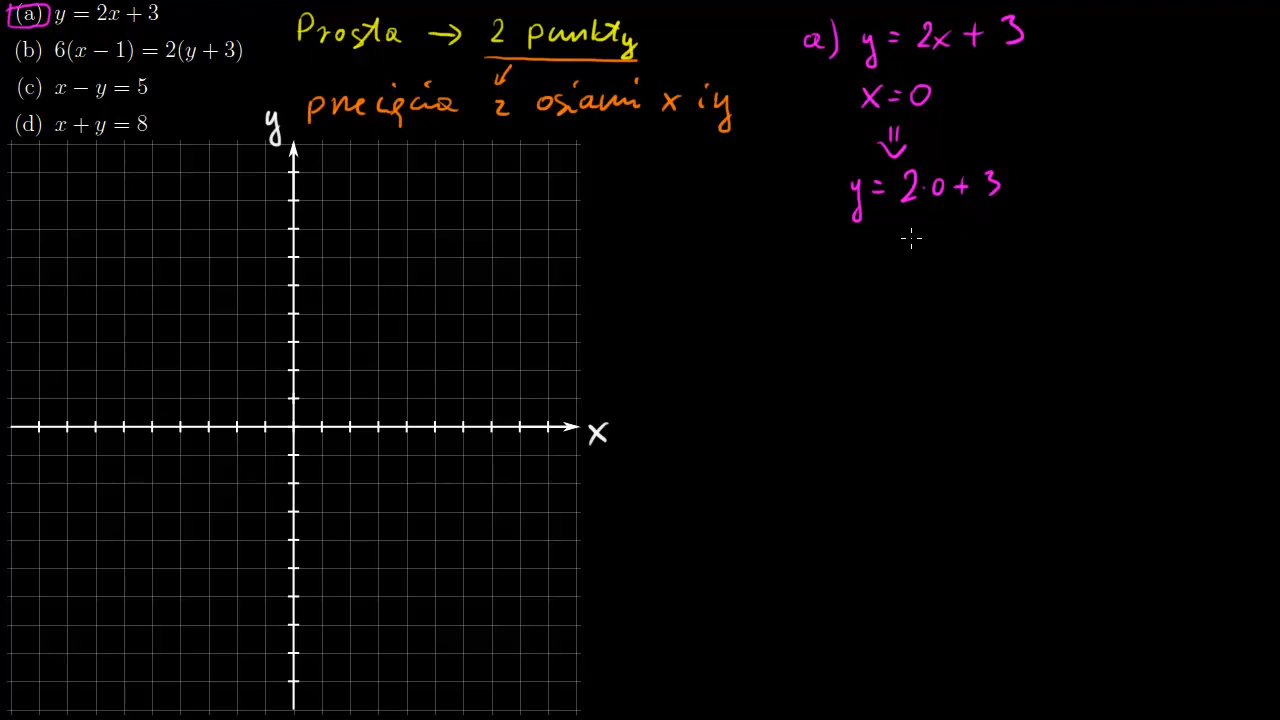 (a) y = 2x + 3
(b) 6(x − 1) = 2(y + 3)
(c) x − y = 5
(d) x + y = 8
Prosta → 2 punkty
przecięcia z osiami x i y
y
x
a) y = 2x + 3
x = 0
⇓
y = 2·0 + 3